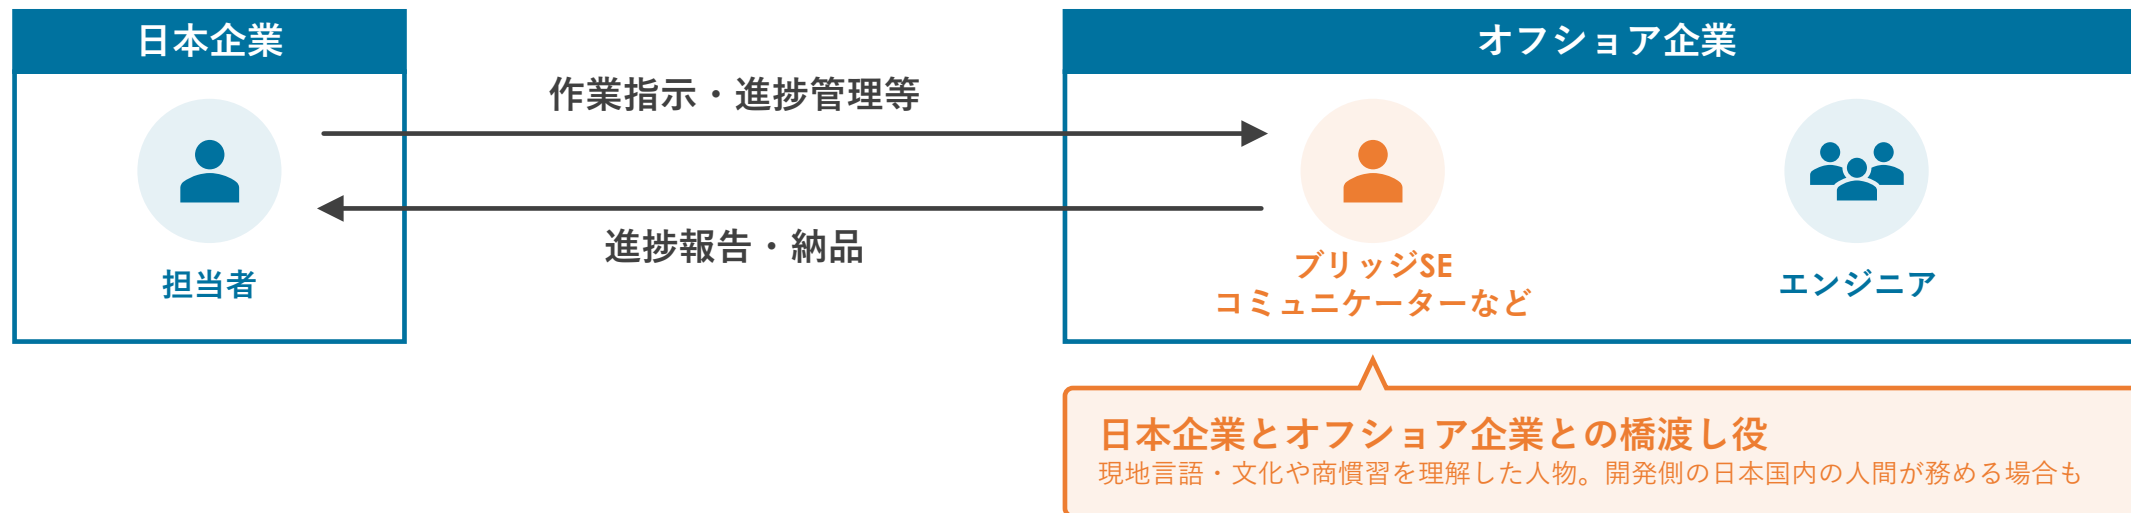 日本企業
オフショア企業
作業指示・進捗管理等
進捗報告・納品
担当者
ブリッジSE
コミュニケーターなど
エンジニア
日本企業とオフショア企業との橋渡し役
現地言語・文化や商慣習を理解した人物。開発側の日本国内の人間が務める場合も